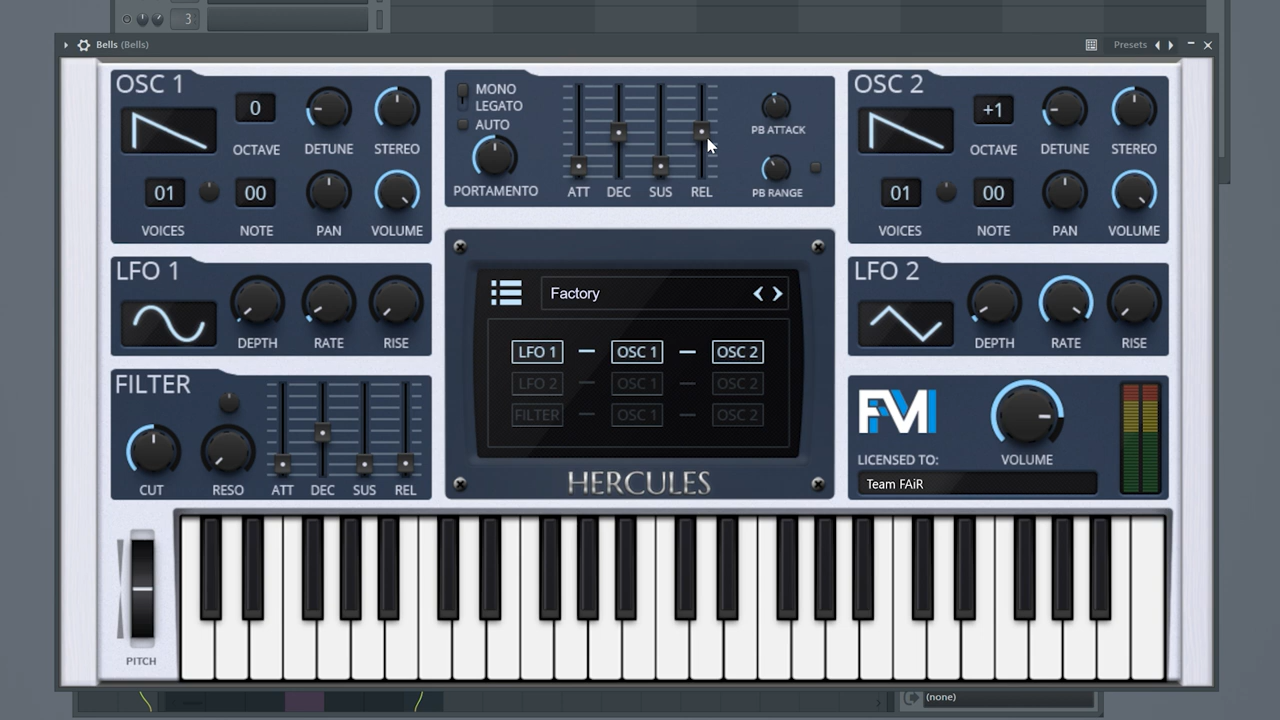 3
Bells (Bells)
Presets
OSC 1
0
OCTAVE
DETUNE
STEREO
01
00
VOICES
NOTE
PAN
VOLUME
MONO
LEGATO
AUTO
PORTAMENTO
ATT
DEC
SUS
REL
PB ATTACK
PB RANGE
OSC 2
+1
OCTAVE
DETUNE
STEREO
01
00
VOICES
NOTE
PAN
VOLUME
LFO 1
DEPTH
RATE
RISE
Factory
LFO 1
OSC 1
OSC 2
LFO 2
OSC 1
OSC 2
FILTER
OSC 1
OSC 2
HERCULES
LFO 2
DEPTH
RATE
RISE
FILTER
CUT
RESO
ATT
DEC
SUS
REL
FMI
LICENSED TO:
VOLUME
Team FAiR
PITCH
(none)